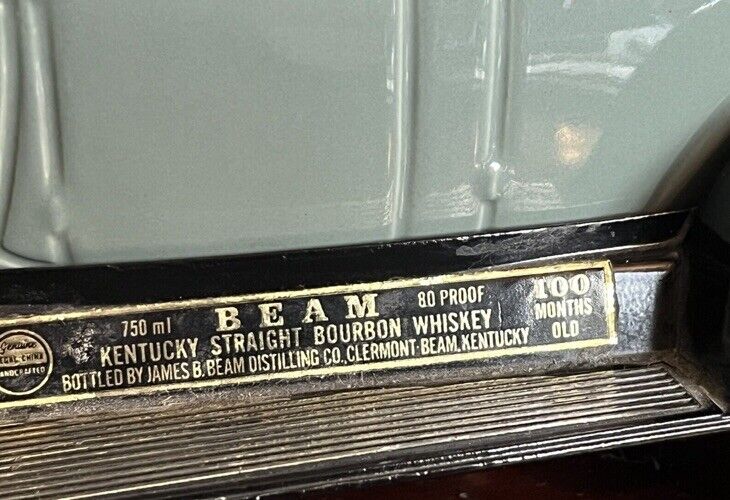 750 ml BEAM 80 PROOF 100
KENTUCKY STRAIGHT BOURBON WHISKEY MONTHS
BOTTLED BY JAMES B. BEAM DISTILLING CO., CLERMONT-BEAM, KENTUCKY OLD
Genuine
CHINA
HANDCRAFTED